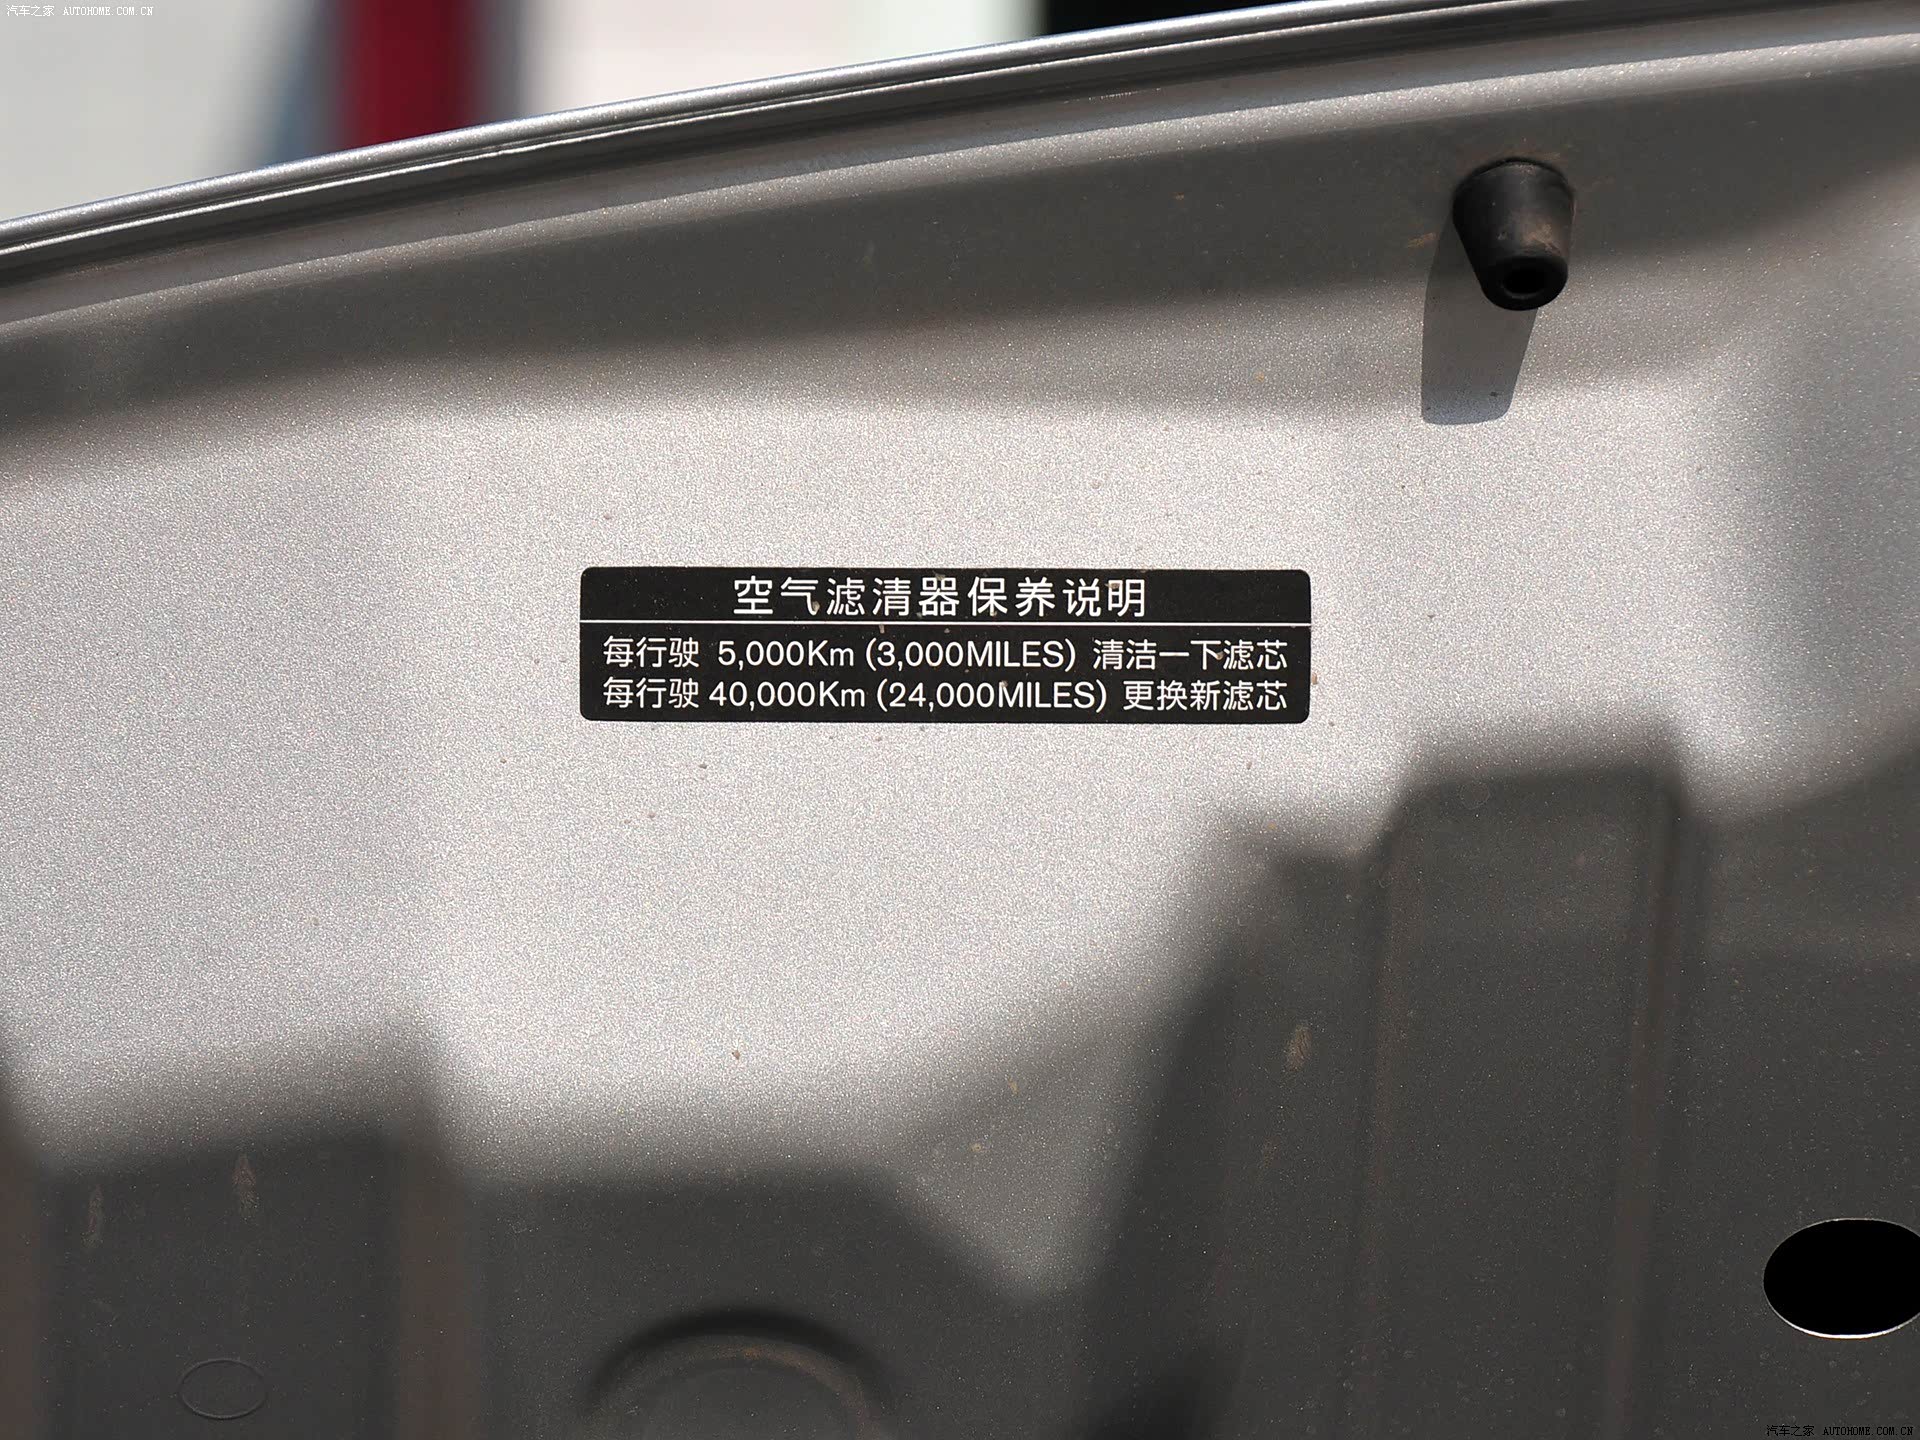 汽车之家 AUTOHOME.COM.CN
空气滤清器保养说明
每行驶 5,000Km (3,000MILES) 清洁一下滤芯
每行驶 40,000Km (24,000MILES) 更换新滤芯
汽车之家 AUTOHOME.COM.CN